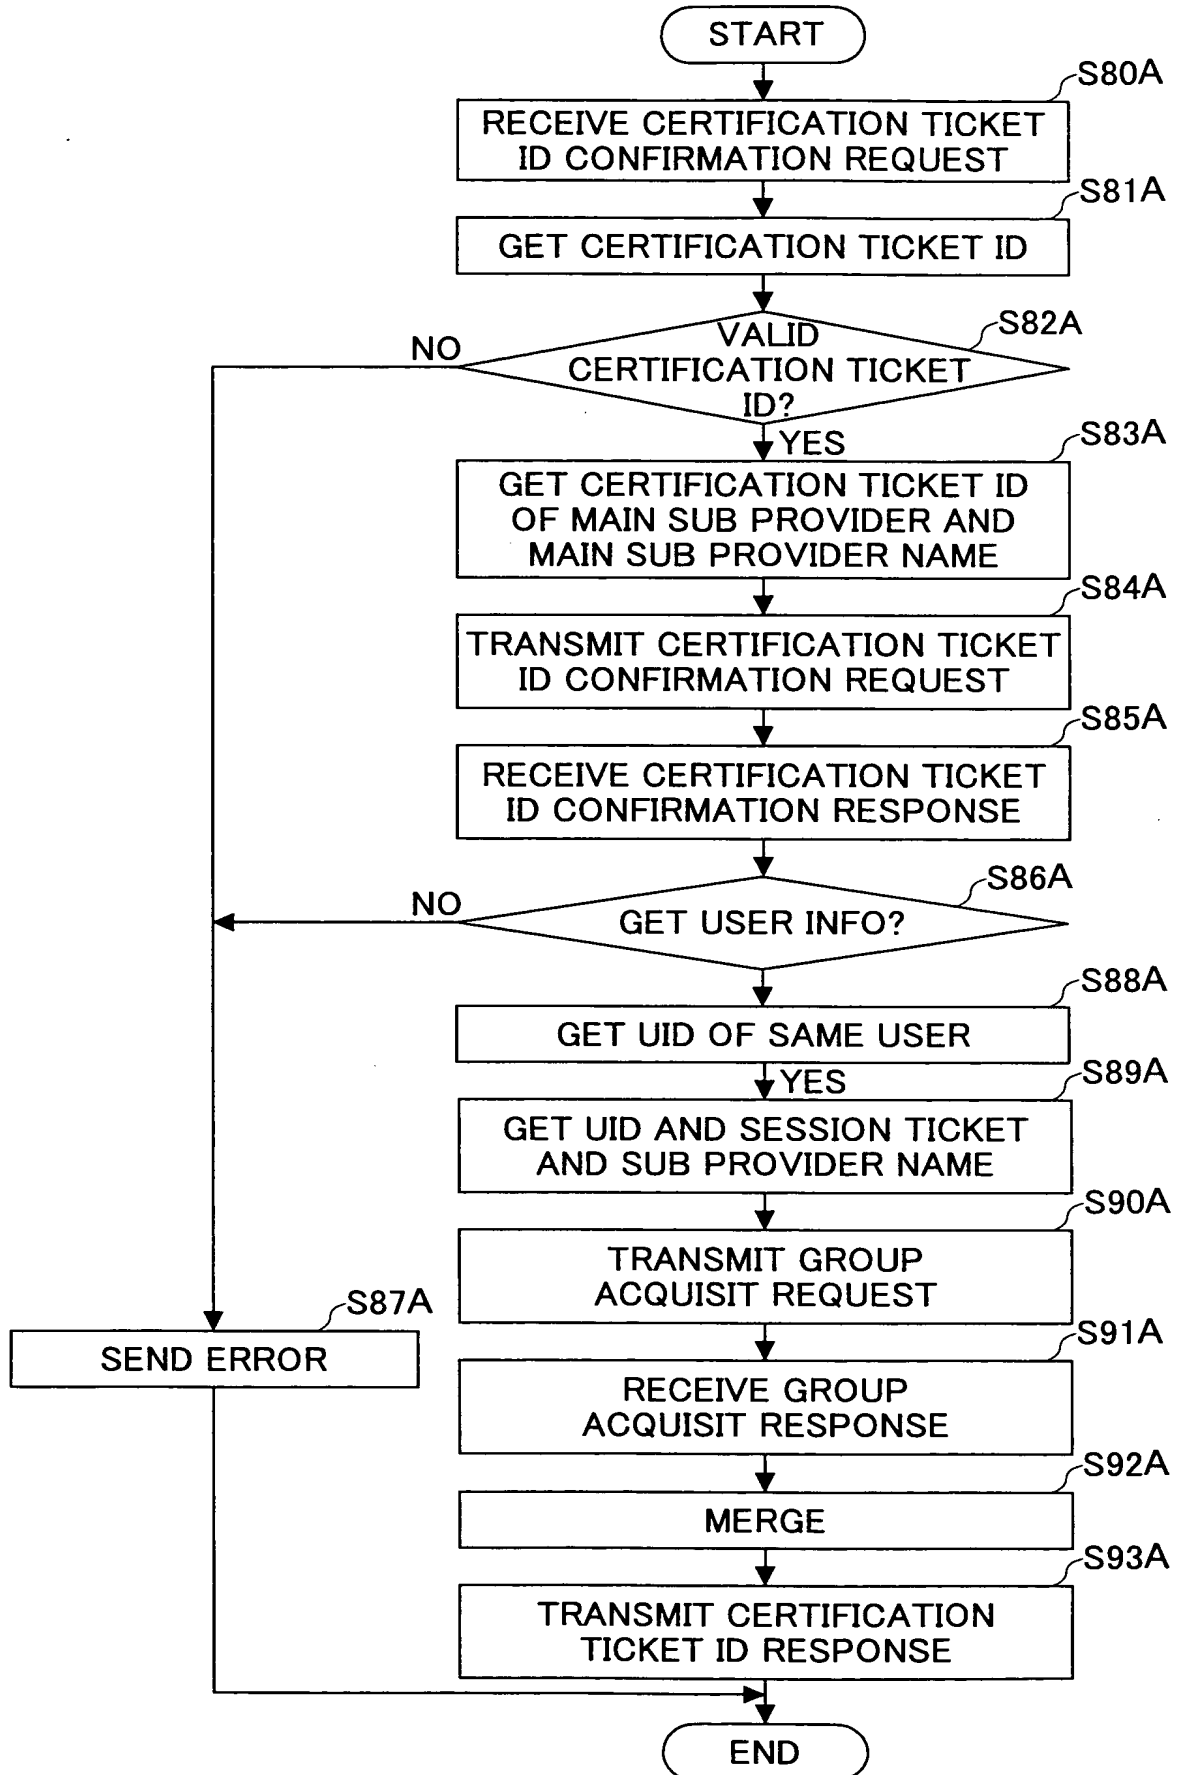 START
S80A
RECEIVE CERTIFICATION TICKET
ID CONFIRMATION REQUEST
S81A
GET CERTIFICATION TICKET ID
S82A
NO
VALID
CERTIFICATION TICKET
ID?
YES
S83A
GET CERTIFICATION TICKET ID
OF MAIN SUB PROVIDER AND
MAIN SUB PROVIDER NAME
S84A
TRANSMIT CERTIFICATION TICKET
ID CONFIRMATION REQUEST
S85A
RECEIVE CERTIFICATION TICKET
ID CONFIRMATION RESPONSE
S86A
NO
GET USER INFO?
S88A
GET UID OF SAME USER
YES
S89A
GET UID AND SESSION TICKET
AND SUB PROVIDER NAME
S90A
TRANSMIT GROUP
ACQUISIT REQUEST
S87A
SEND ERROR
S91A
RECEIVE GROUP
ACQUISIT RESPONSE
S92A
MERGE
S93A
TRANSMIT CERTIFICATION
TICKET ID RESPONSE
END